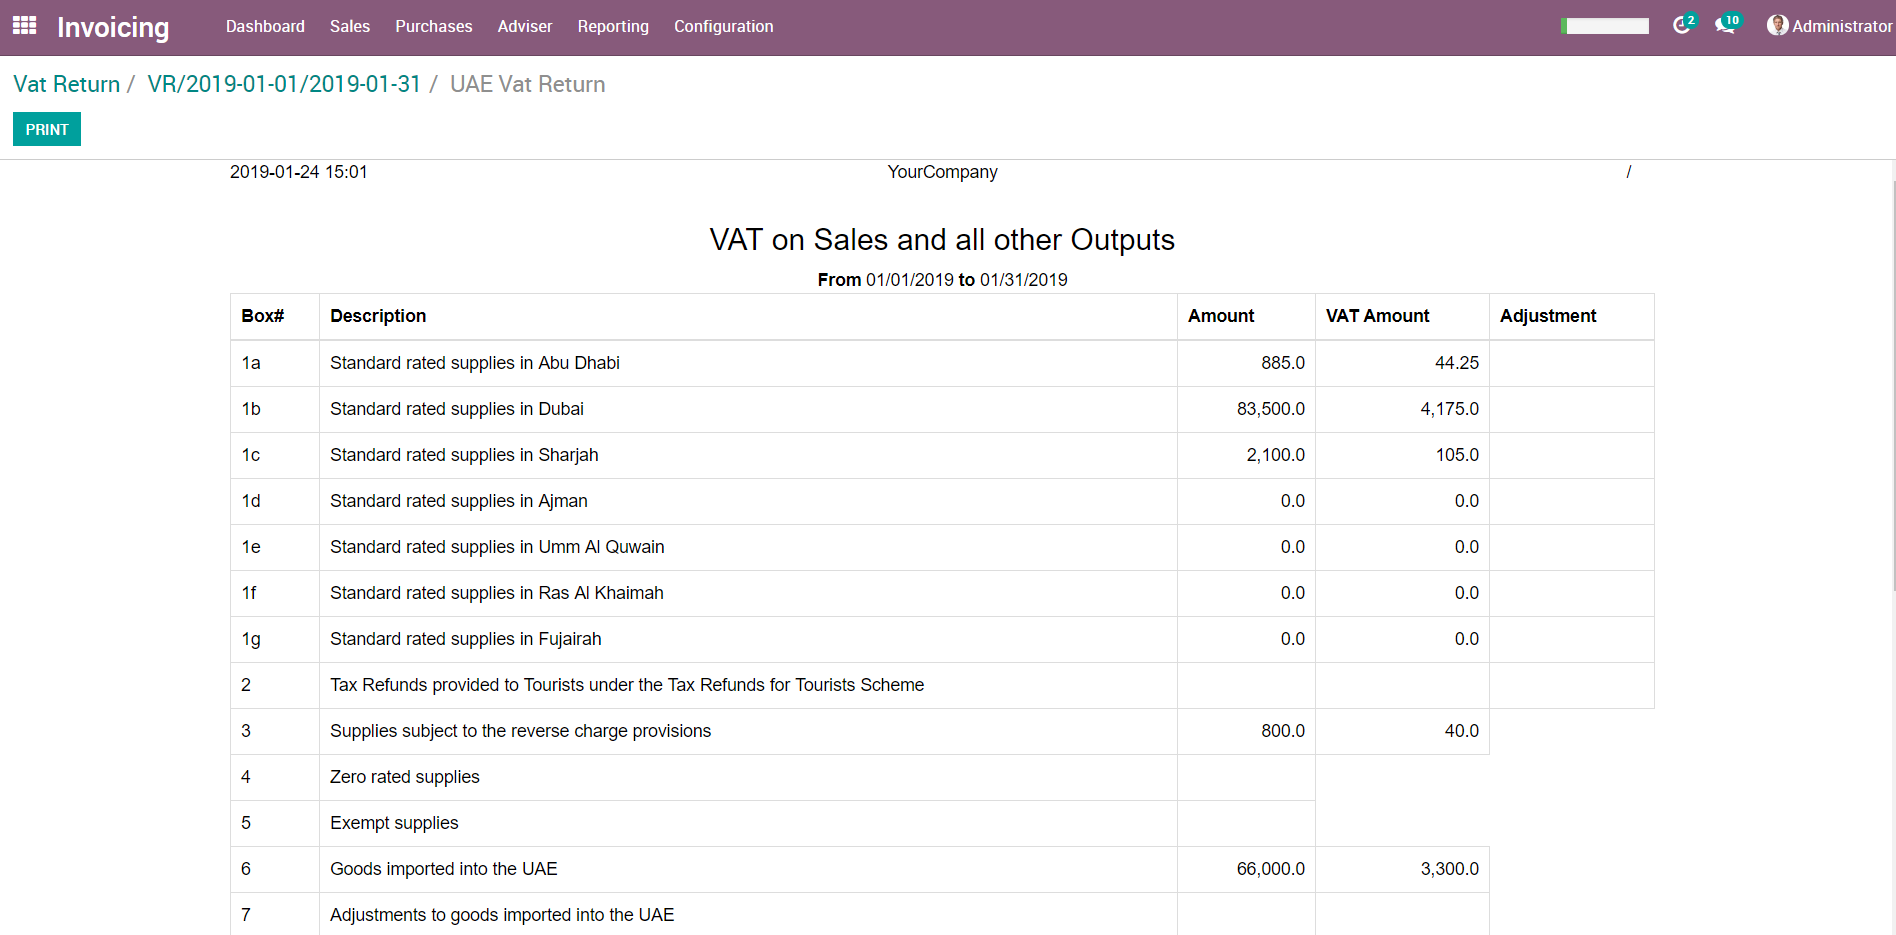 Invoicing Dashboard Sales Purchases Adviser Reporting Configuration 2 10 Administrator
Vat Return / VR/2019-01-01/2019-01-31 / UAE Vat Return
PRINT
2019-01-24 15:01 YourCompany /
VAT on Sales and all other Outputs
From 01/01/2019 to 01/31/2019
Box# Description Amount VAT Amount Adjustment
1a Standard rated supplies in Abu Dhabi 885.0 44.25
1b Standard rated supplies in Dubai 83,500.0 4,175.0
1c Standard rated supplies in Sharjah 2,100.0 105.0
1d Standard rated supplies in Ajman 0.0 0.0
1e Standard rated supplies in Umm Al Quwain 0.0 0.0
1f Standard rated supplies in Ras Al Khaimah 0.0 0.0
1g Standard rated supplies in Fujairah 0.0 0.0
2 Tax Refunds provided to Tourists under the Tax Refunds for Tourists Scheme
3 Supplies subject to the reverse charge provisions 800.0 40.0
4 Zero rated supplies
5 Exempt supplies
6 Goods imported into the UAE 66,000.0 3,300.0
7 Adjustments to goods imported into the UAE